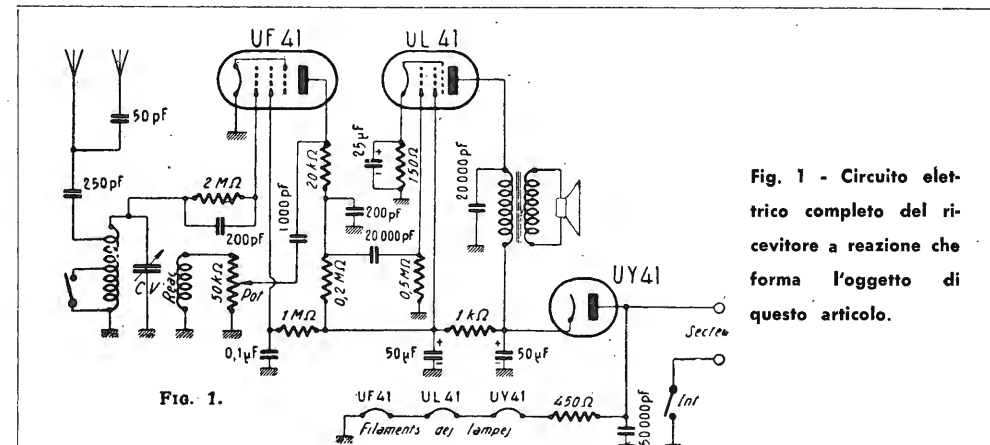 UF 41
UL 41
50 pF
250 pF
2 MΩ
200 pF
C V
Reac
50 kΩ
Pot
1000 pF
20 kΩ
200 pF
20 000 pF
0,2 MΩ
25 µF
150 Ω
0,5 MΩ
20 000 pF
UY41
Secteu
1 MΩ
1 kΩ
0,1 µF
50 µF
50 µF
FIG. 1.
UF41
UL 41
UY41
450 Ω
50 000 pF
Int
Filaments des lampes
Fig. 1 - Circuito elet-
trico completo del ri-
cevitore a reazione che
forma l'oggetto di
questo articolo.